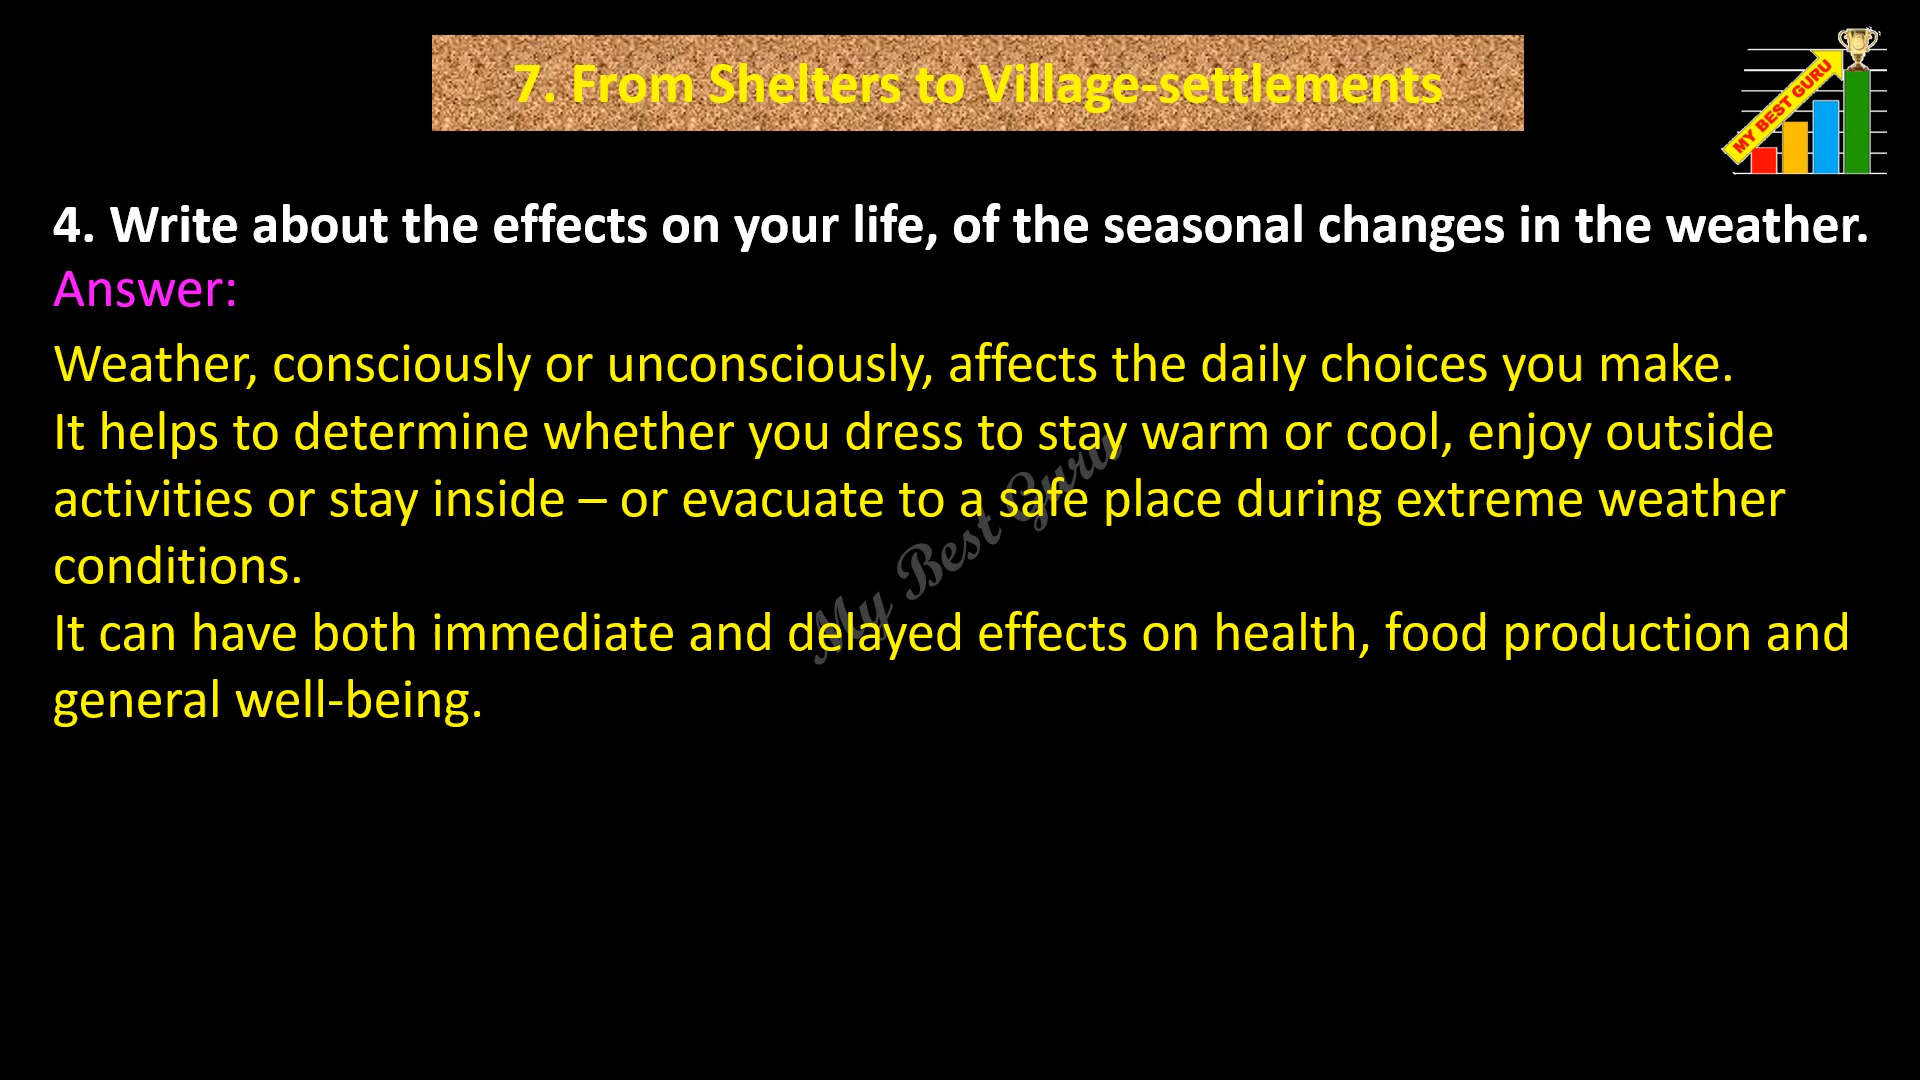 7. From Shelters to Village-settlements
MY BEST GURU
4. Write about the effects on your life, of the seasonal changes in the weather.
Answer:
Weather, consciously or unconsciously, affects the daily choices you make.
It helps to determine whether you dress to stay warm or cool, enjoy outside
activities or stay inside – or evacuate to a safe place during extreme weather
conditions.
It can have both immediate and delayed effects on health, food production and
general well-being.
My Best Guru